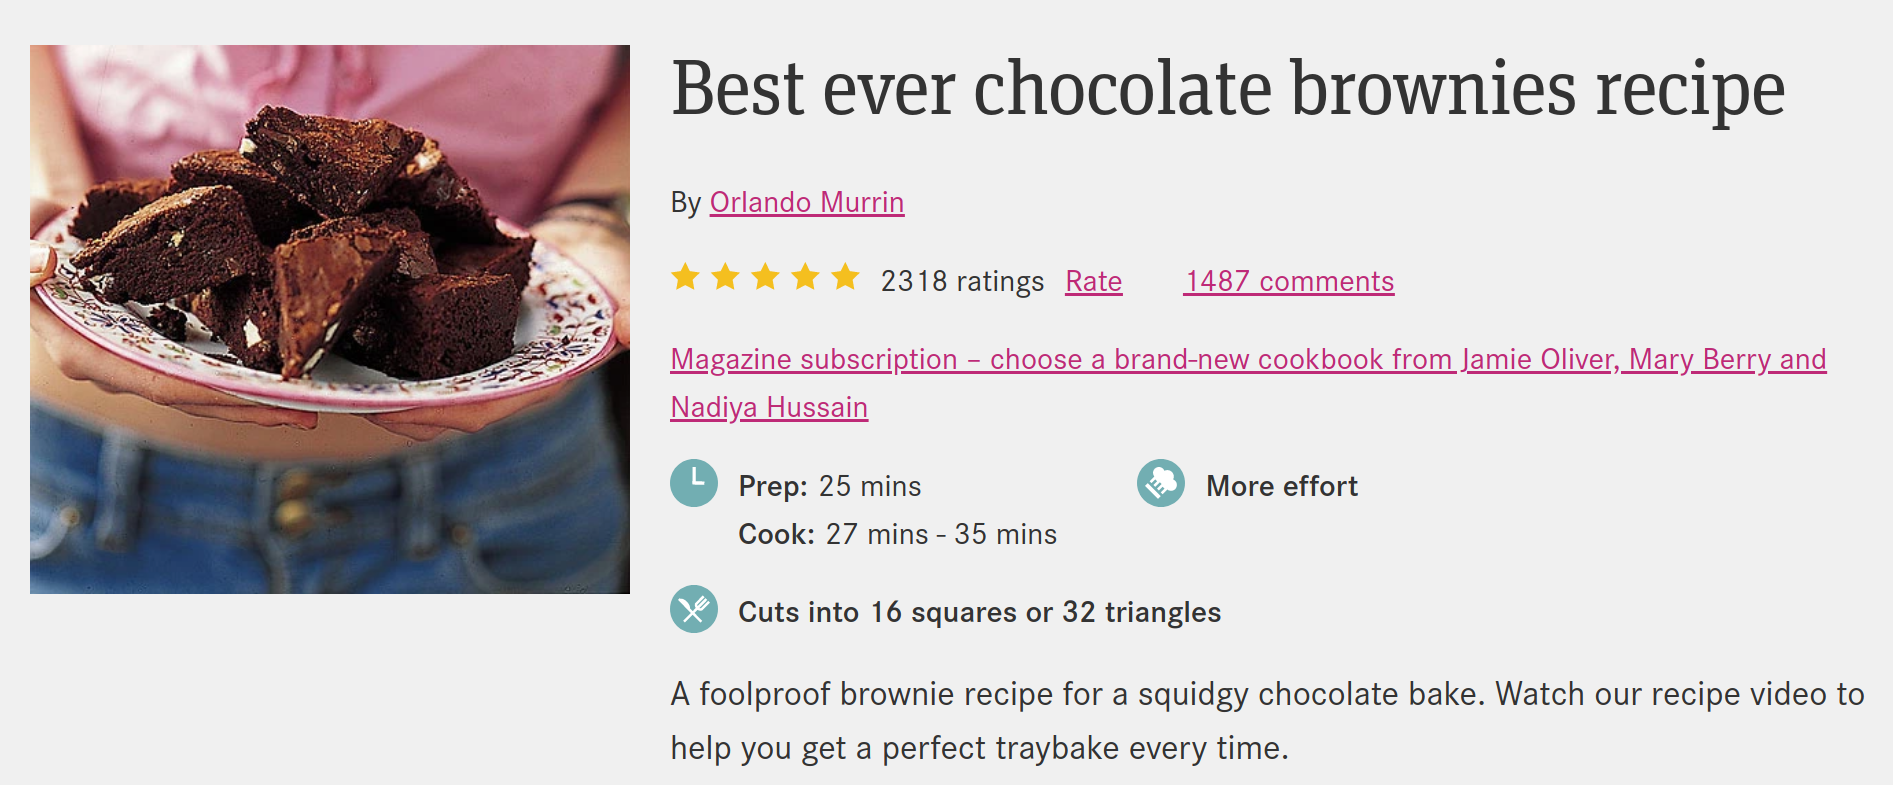 Best ever chocolate brownies recipe
By Orlando Murrin
2318 ratings Rate 1487 comments
Magazine subscription – choose a brand-new cookbook from Jamie Oliver, Mary Berry and
Nadiya Hussain
Prep: 25 mins
More effort
Cook: 27 mins - 35 mins
Cuts into 16 squares or 32 triangles
A foolproof brownie recipe for a squidgy chocolate bake. Watch our recipe video to
help you get a perfect traybake every time.